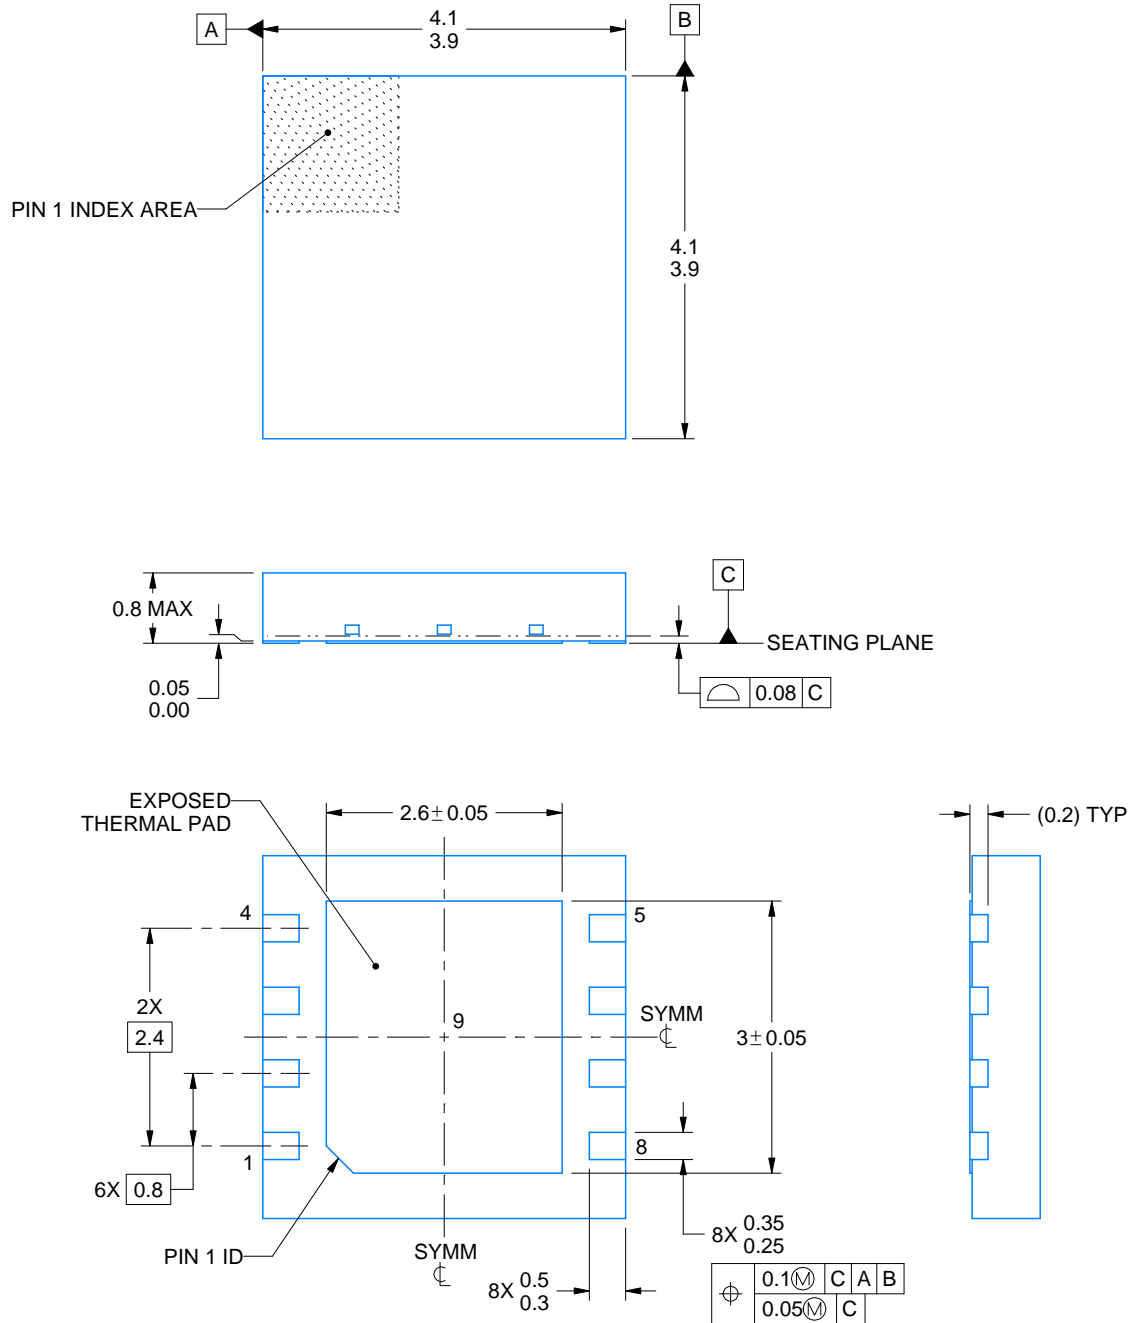 A
4.1
3.9
B
PIN 1 INDEX AREA
4.1
3.9
0.8 MAX
C
SEATING PLANE
0.05
0.00
0.08 C
EXPOSED
THERMAL PAD
2.6±0.05
(0.2) TYP
4
5
2X
2.4
9
SYMM
℄
3±0.05
1
8
6X 0.8
PIN 1 ID
SYMM
℄
8X 0.5
0.3
8X 0.35
0.25
0.1Ⓜ C A B
0.05Ⓜ C